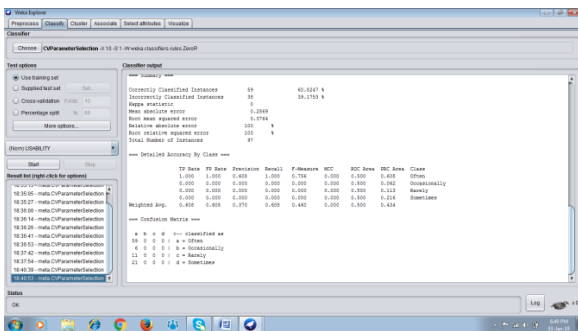 Weka Explorer
Preprocess Classify Cluster Associate Select attributes Visualize
Classifier
Choose CVParameterSelection -X 10 -S 1 -W weka.classifiers.rules.ZeroR
Test options
Use training set
Supplied test set Set...
Cross-validation Folds 10
Percentage split % 66
More options...
(Nom) USABILITY
Start Stop
Result list (right-click for options)
18:35:05 - meta.CVParameterSelection
18:35:27 - meta.CVParameterSelection
18:36:00 - meta.CVParameterSelection
18:36:14 - meta.CVParameterSelection
18:36:26 - meta.CVParameterSelection
18:36:41 - meta.CVParameterSelection
18:36:53 - meta.CVParameterSelection
18:37:42 - meta.CVParameterSelection
18:37:54 - meta.CVParameterSelection
18:40:39 - meta.CVParameterSelection
18:40:53 - meta.CVParameterSelection
Classifier output
=== Summary ===
Correctly Classified Instances 59 60.8247 %
Incorrectly Classified Instances 38 39.1753 %
Kappa statistic 0
Mean absolute error 0.2869
Root mean squared error
Relative absolute error 100 %
Root relative squared error 100 %
Total Number of Instances 97
=== Detailed Accuracy By Class ===
TP Rate FP Rate Precision Recall F-Measure MCC ROC Area PRC Area Class
1.000 1.000 0.608 1.000 0.756 0.000 0.500 0.608 Often
0.000 0.000 0.000 0.000 0.000 0.000 0.500 0.062 Occasionally
0.000 0.000 0.000 0.000 0.000 0.000 0.500 0.113 Rarely
0.000 0.000 0.000 0.000 0.000 0.000 0.500 0.216 Sometimes
Weighted Avg. 0.608 0.608 0.370 0.608 0.460 0.000 0.500 0.434
=== Confusion Matrix ===
a b c d <-- classified as
59 0 0 0 | a = Often
6 0 0 0 | b = Occasionally
11 0 0 0 | c = Rarely
21 0 0 0 | d = Sometimes
Status
OK
Log
x 0
6:40 PM